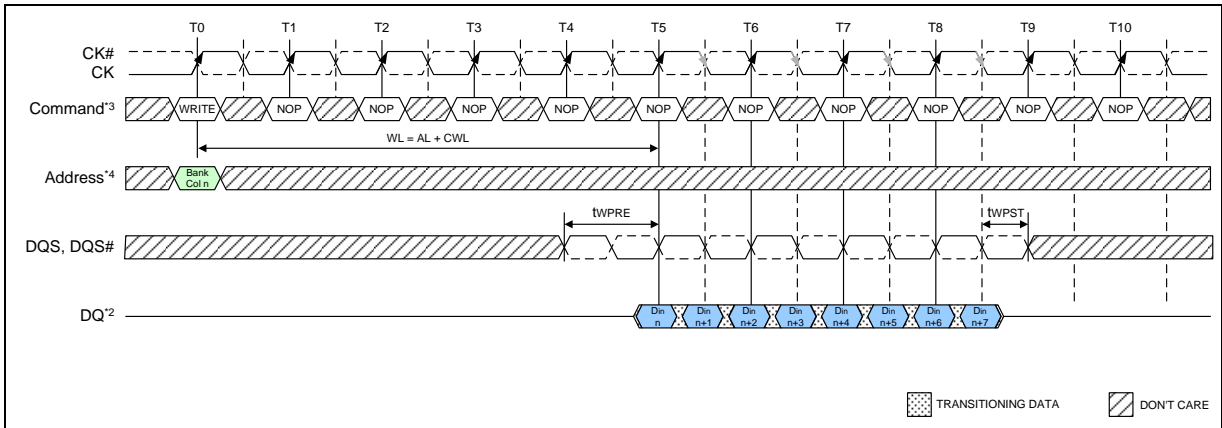 T0 T1 T2 T3 T4 T5 T6 T7 T8 T9 T10
CK#
CK
Command*3 WRITE NOP NOP NOP NOP NOP NOP NOP NOP NOP NOP
WL = AL + CWL
Address*4 Bank
Col n
tWPRE tWPST
DQS, DQS#
DQ*2 Din Din Din Din Din Din Din Din
n n+1 n+2 n+3 n+4 n+5 n+6 n+7
TRANSITIONING DATA DON'T CARE